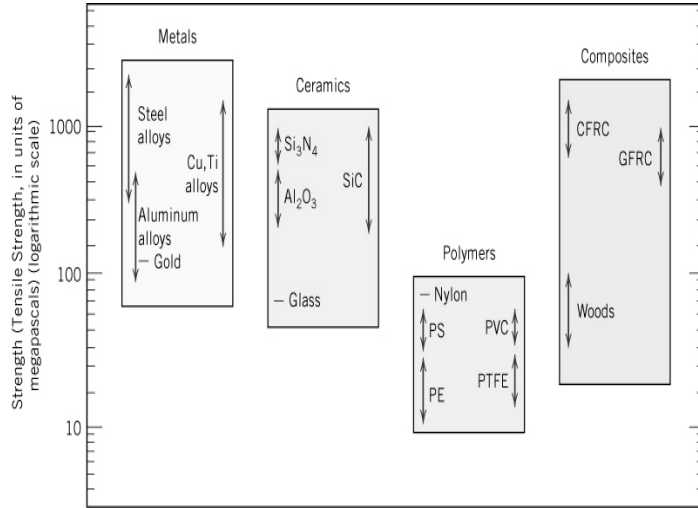 Strength (Tensile Strength, in units of
megapascals) (logarithmic scale)
1000
100
10
Metals
Steel
alloys
Cu,Ti
alloys
Aluminum
alloys
Gold
Ceramics
Si₃N₄
Al₂O₃
SiC
Glass
Polymers
Nylon
PS
PVC
PE
PTFE
Composites
CFRC
GFRC
Woods